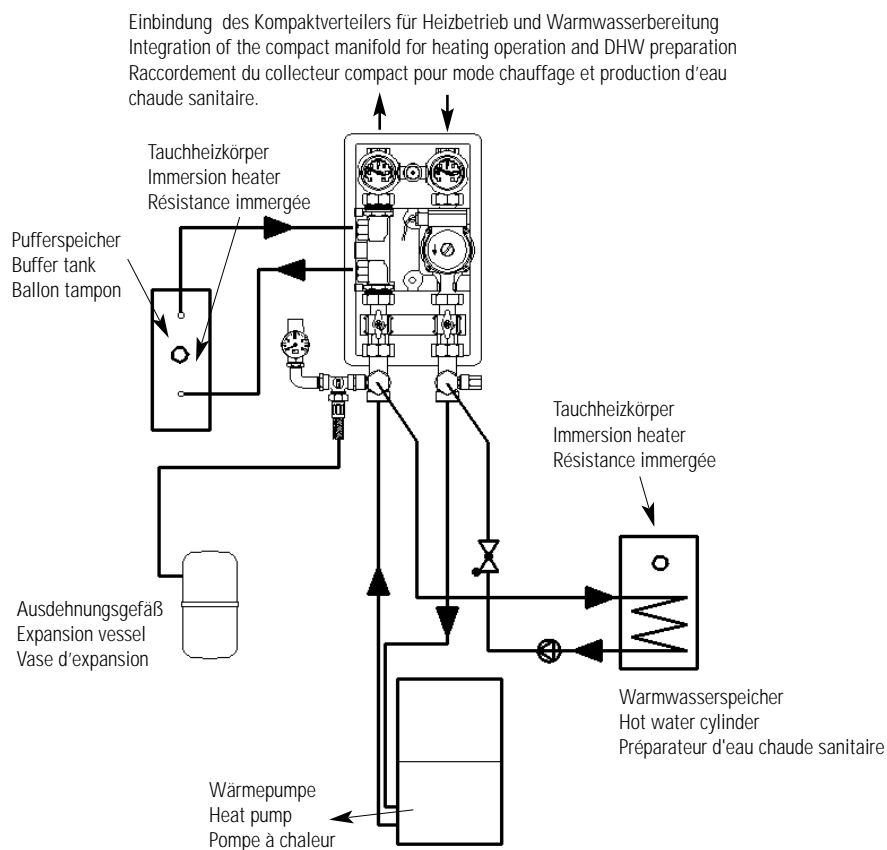 Einbindung des Kompaktverteilers für Heizbetrieb und Warmwasserbereitung
Integration of the compact manifold for heating operation and DHW preparation
Raccordement du collecteur compact pour mode chauffage et production d'eau
chaude sanitaire.
Tauchheizkörper
Immersion heater
Résistance immergée
Pufferspeicher
Buffer tank
Ballon tampon
Tauchheizkörper
Immersion heater
Résistance immergée
Ausdehnungsgefäß
Expansion vessel
Vase d'expansion
Warmwasserspeicher
Hot water cylinder
Préparateur d'eau chaude sanitaire
Wärmepumpe
Heat pump
Pompe à chaleur